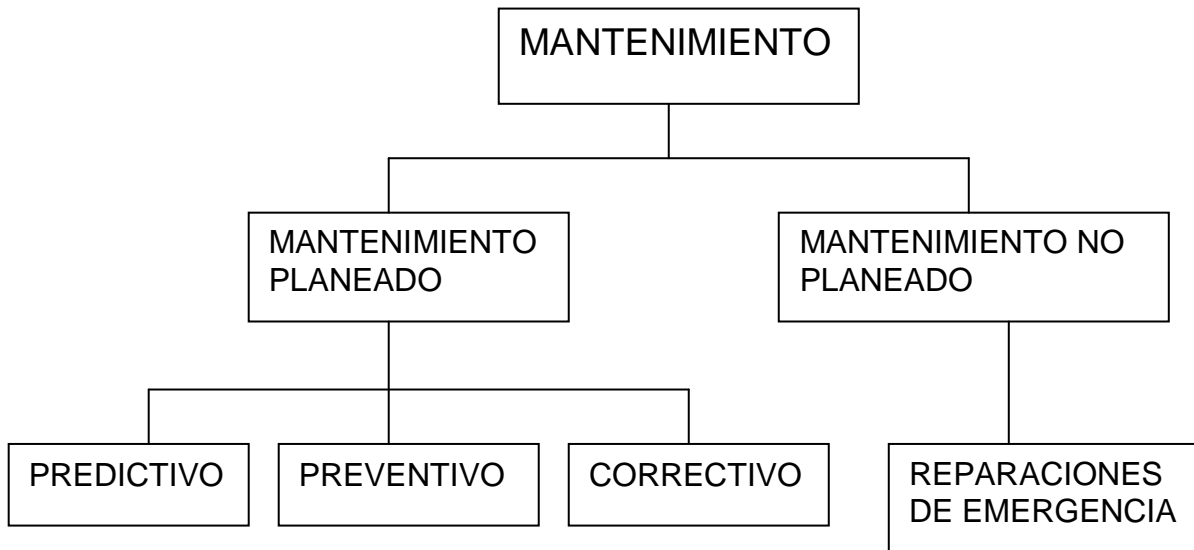 MANTENIMIENTO
MANTENIMIENTO
PLANEADO
MANTENIMIENTO NO
PLANEADO
PREDICTIVO
PREVENTIVO
CORRECTIVO
REPARACIONES
DE EMERGENCIA